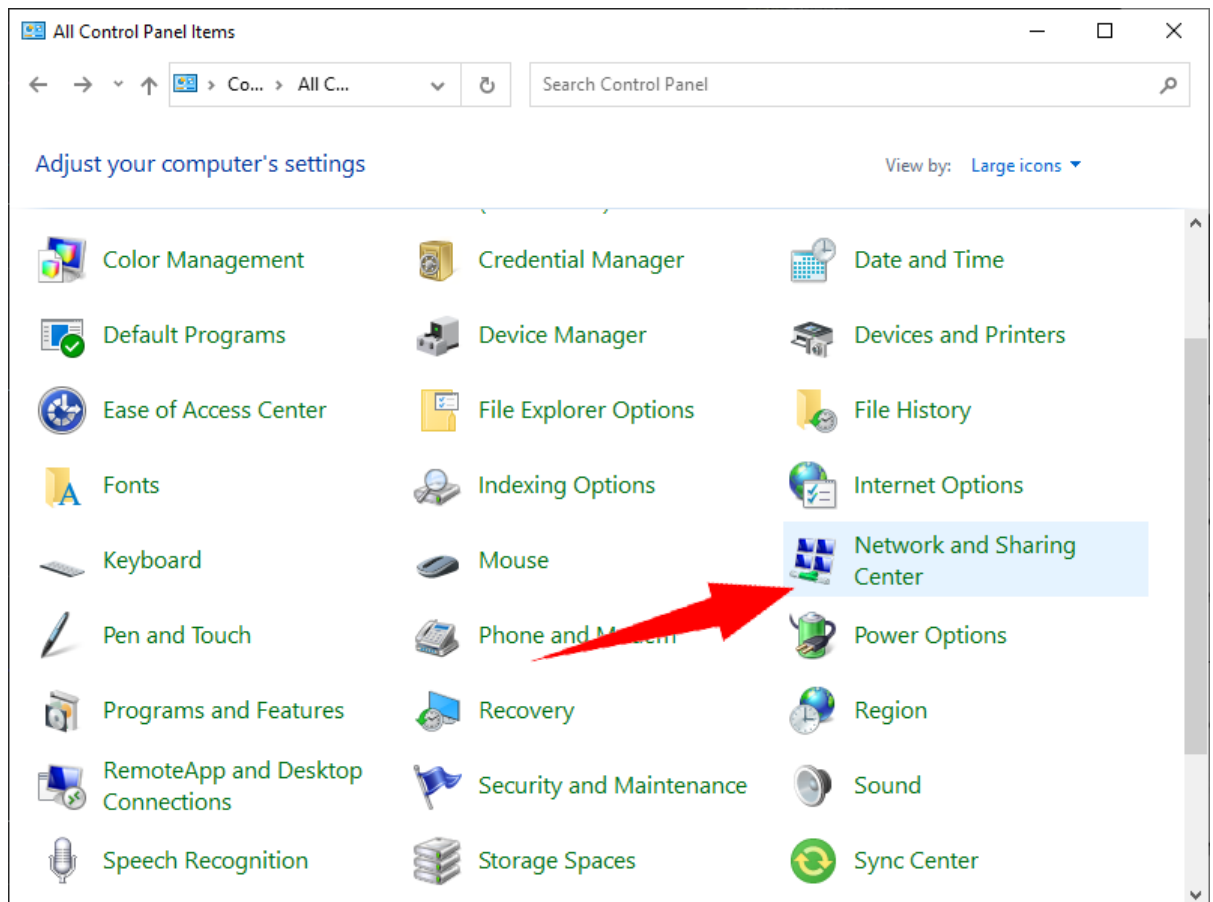 All Control Panel Items
Co... All C...
Search Control Panel
Adjust your computer's settings
View by: Large icons
Color Management
Credential Manager
Date and Time
Default Programs
Device Manager
Devices and Printers
Ease of Access Center
File Explorer Options
File History
Fonts
Indexing Options
Internet Options
Keyboard
Mouse
Network and Sharing
Center
Pen and Touch
Phone and Modem
Power Options
Programs and Features
Recovery
Region
RemoteApp and Desktop
Connections
Security and Maintenance
Sound
Speech Recognition
Storage Spaces
Sync Center